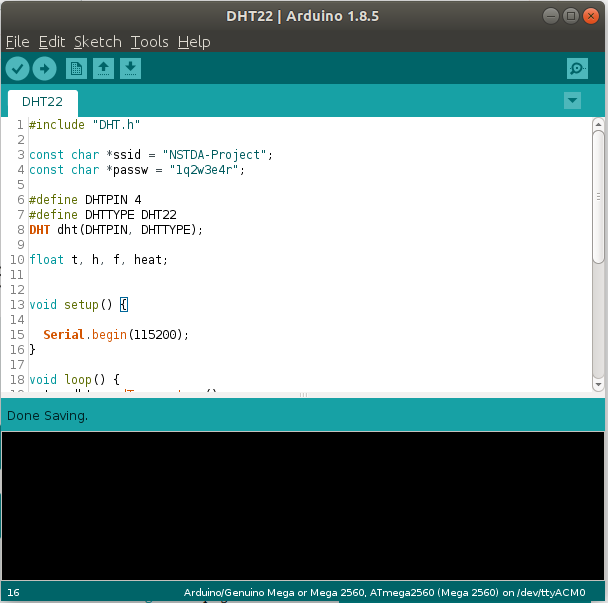 DHT22 | Arduino 1.8.5
File Edit Sketch Tools Help
DHT22
1 #include "DHT.h"
2
3 const char *ssid = "NSTDA-Project";
4 const char *passw = "1q2w3e4r";
5
6 #define DHTPIN 4
7 #define DHTTYPE DHT22
8 DHT dht(DHTPIN, DHTTYPE);
9
10 float t, h, f, heat;
11
12
13 void setup() {
14
15 Serial.begin(115200);
16 }
17
18 void loop() {
Done Saving.
16 Arduino/Genuino Mega or Mega 2560, ATmega2560 (Mega 2560) on /dev/ttyACM0